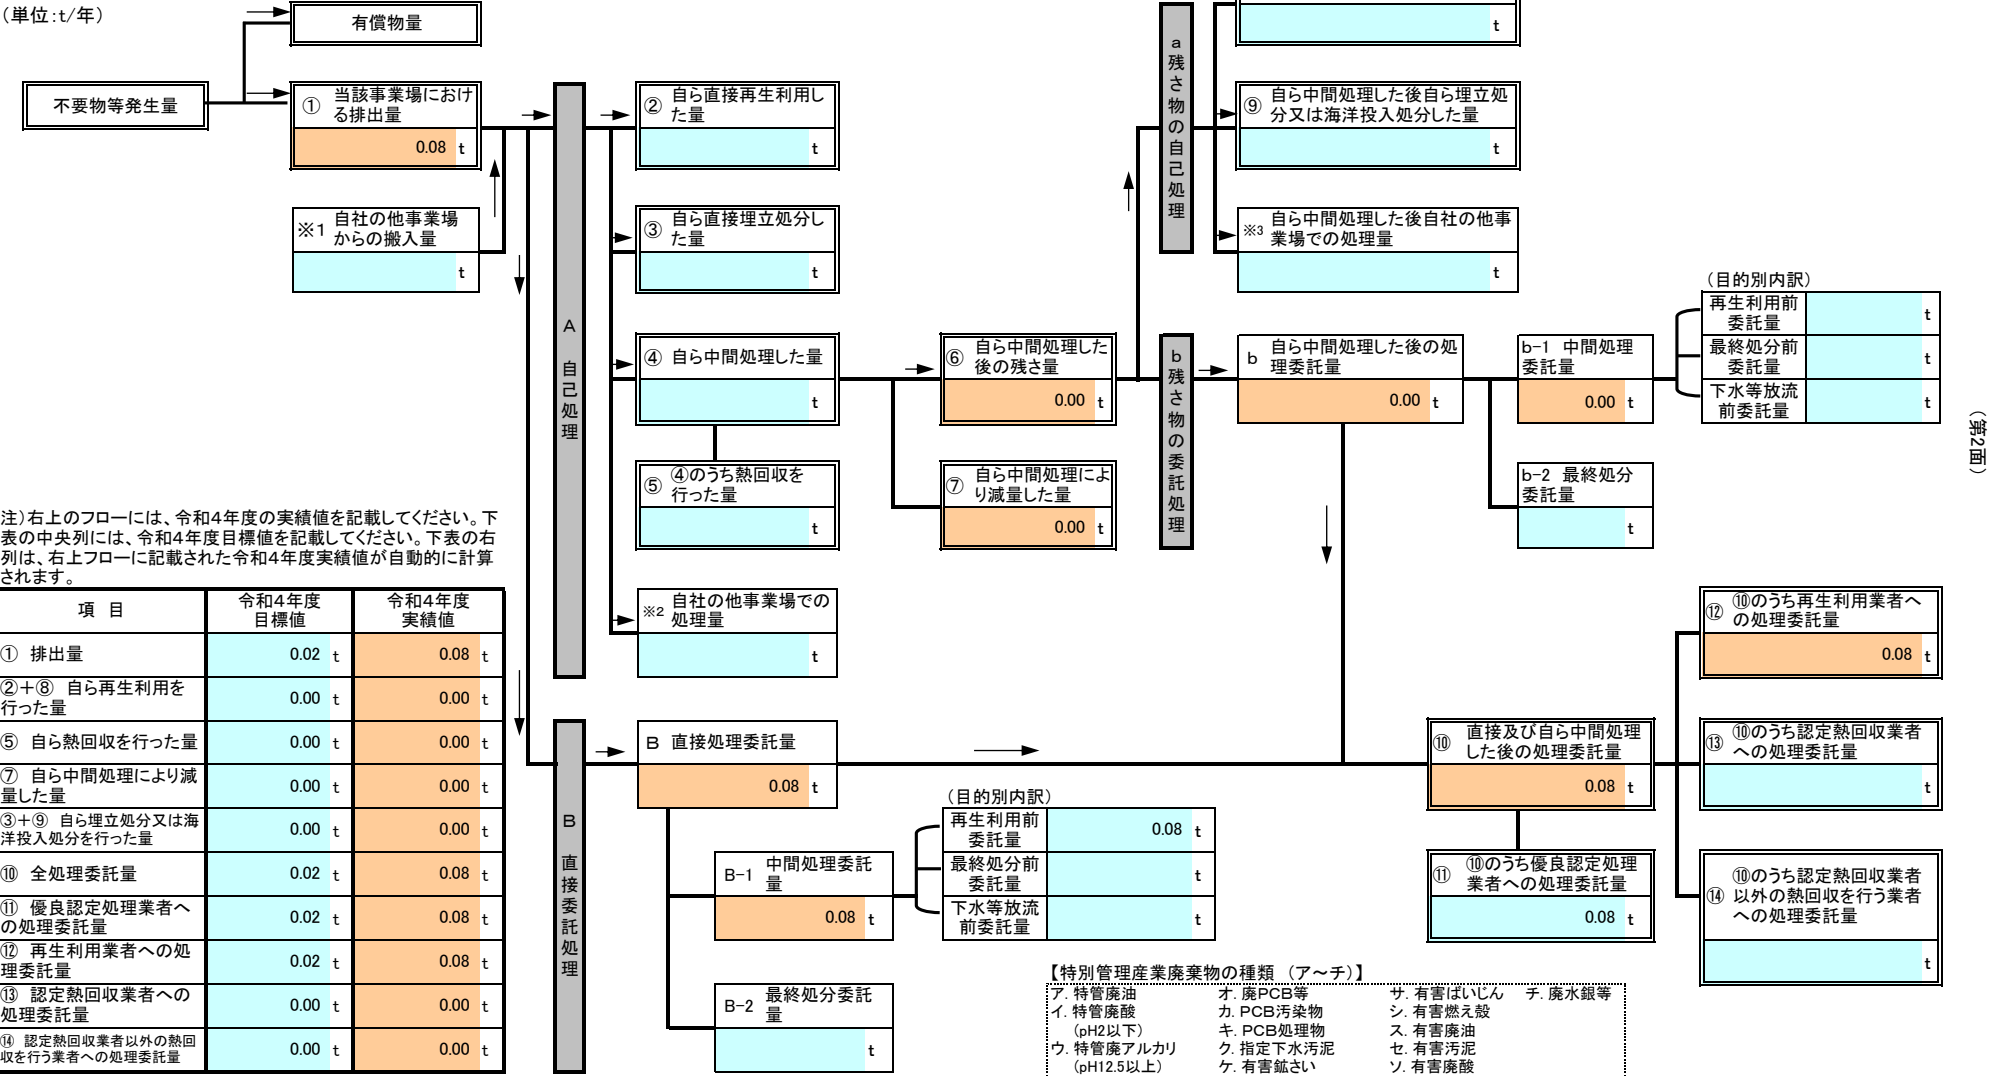 （単位：t/年）
有償物量
不要物等発生量
① 当該事業場におけ
る排出量
0.08 t
※1 自社の他事業場
からの搬入量
t
A 自己処理
② 自ら直接再生利用し
た量
t
③ 自ら直接埋立処分し
た量
t
④ 自ら中間処理した量
t
⑤ ④のうち熱回収を
行った量
t
※2 自社の他事業場での
処理量
t
⑥ 自ら中間処理した
後の残さ量
0.00 t
⑦ 自ら中間処理によ
り減量した量
0.00 t
a 残さ物の自己処理
t
⑨ 自ら中間処理した後自ら埋立処
分又は海洋投入処分した量
t
※3 自ら中間処理した後自社の他事
業場での処理量
t
b 残さ物の委託処理
b 自ら中間処理した後の処
理委託量
0.00 t
b-1 中間処理
委託量
0.00 t
b-2 最終処分
委託量
t
（目的別内訳）
再生利用前
委託量
t
最終処分前
委託量
t
下水等放流
前委託量
t
（第2面）
注）右上のフローには、令和4年度の実績値を記載してください。下
表の中央列には、令和4年度目標値を記載してください。下表の右
列は、右上フローに記載された令和4年度実績値が自動的に計算
されます。
項 目 令和4年度
目標値 令和4年度
実績値
① 排出量 0.02 t 0.08 t
②＋⑧ 自ら再生利用を
行った量 0.00 t 0.00 t
⑤ 自ら熱回収を行った量 0.00 t 0.00 t
⑦ 自ら中間処理により減
量した量 0.00 t 0.00 t
③＋⑨ 自ら埋立処分又は海
洋投入処分を行った量 0.00 t 0.00 t
⑩ 全処理委託量 0.02 t 0.08 t
⑪ 優良認定処理業者へ
の処理委託量 0.02 t 0.08 t
⑫ 再生利用業者への処
理委託量 0.02 t 0.08 t
⑬ 認定熱回収業者への
処理委託量 0.00 t 0.00 t
⑭ 認定熱回収業者以外の熱回
収を行う業者への処理委託量 0.00 t 0.00 t
B 直接委託処理
B 直接処理委託量
0.08 t
B-1 中間処理委託
量
0.08 t
B-2 最終処分委託
量
t
（目的別内訳）
再生利用前
委託量
0.08 t
最終処分前
委託量
t
下水等放流
前委託量
t
⑩ 直接及び自ら中間処理
した後の処理委託量
0.08 t
⑪ ⑩のうち優良認定処理
業者への処理委託量
0.08 t
⑫ ⑩のうち再生利用業者へ
の処理委託量
0.08 t
⑬ ⑩のうち認定熱回収業者
への処理委託量
t
⑭ ⑩のうち認定熱回収業者
以外の熱回収を行う業者
への処理委託量
t
【特別管理産業廃棄物の種類 （ア～チ）】
ア. 特管廃油 オ. 廃PCB等 サ. 有害ばいじん チ. 廃水銀等
イ. 特管廃酸 カ. PCB汚染物 シ. 有害燃え殻
（pH2以下） キ. PCB処理物 ス. 有害廃油
ウ. 特管廃アルカリ ク. 指定下水汚泥 セ. 有害汚泥
（pH12.5以上） ケ. 有害鉱さい ソ. 有害廃酸